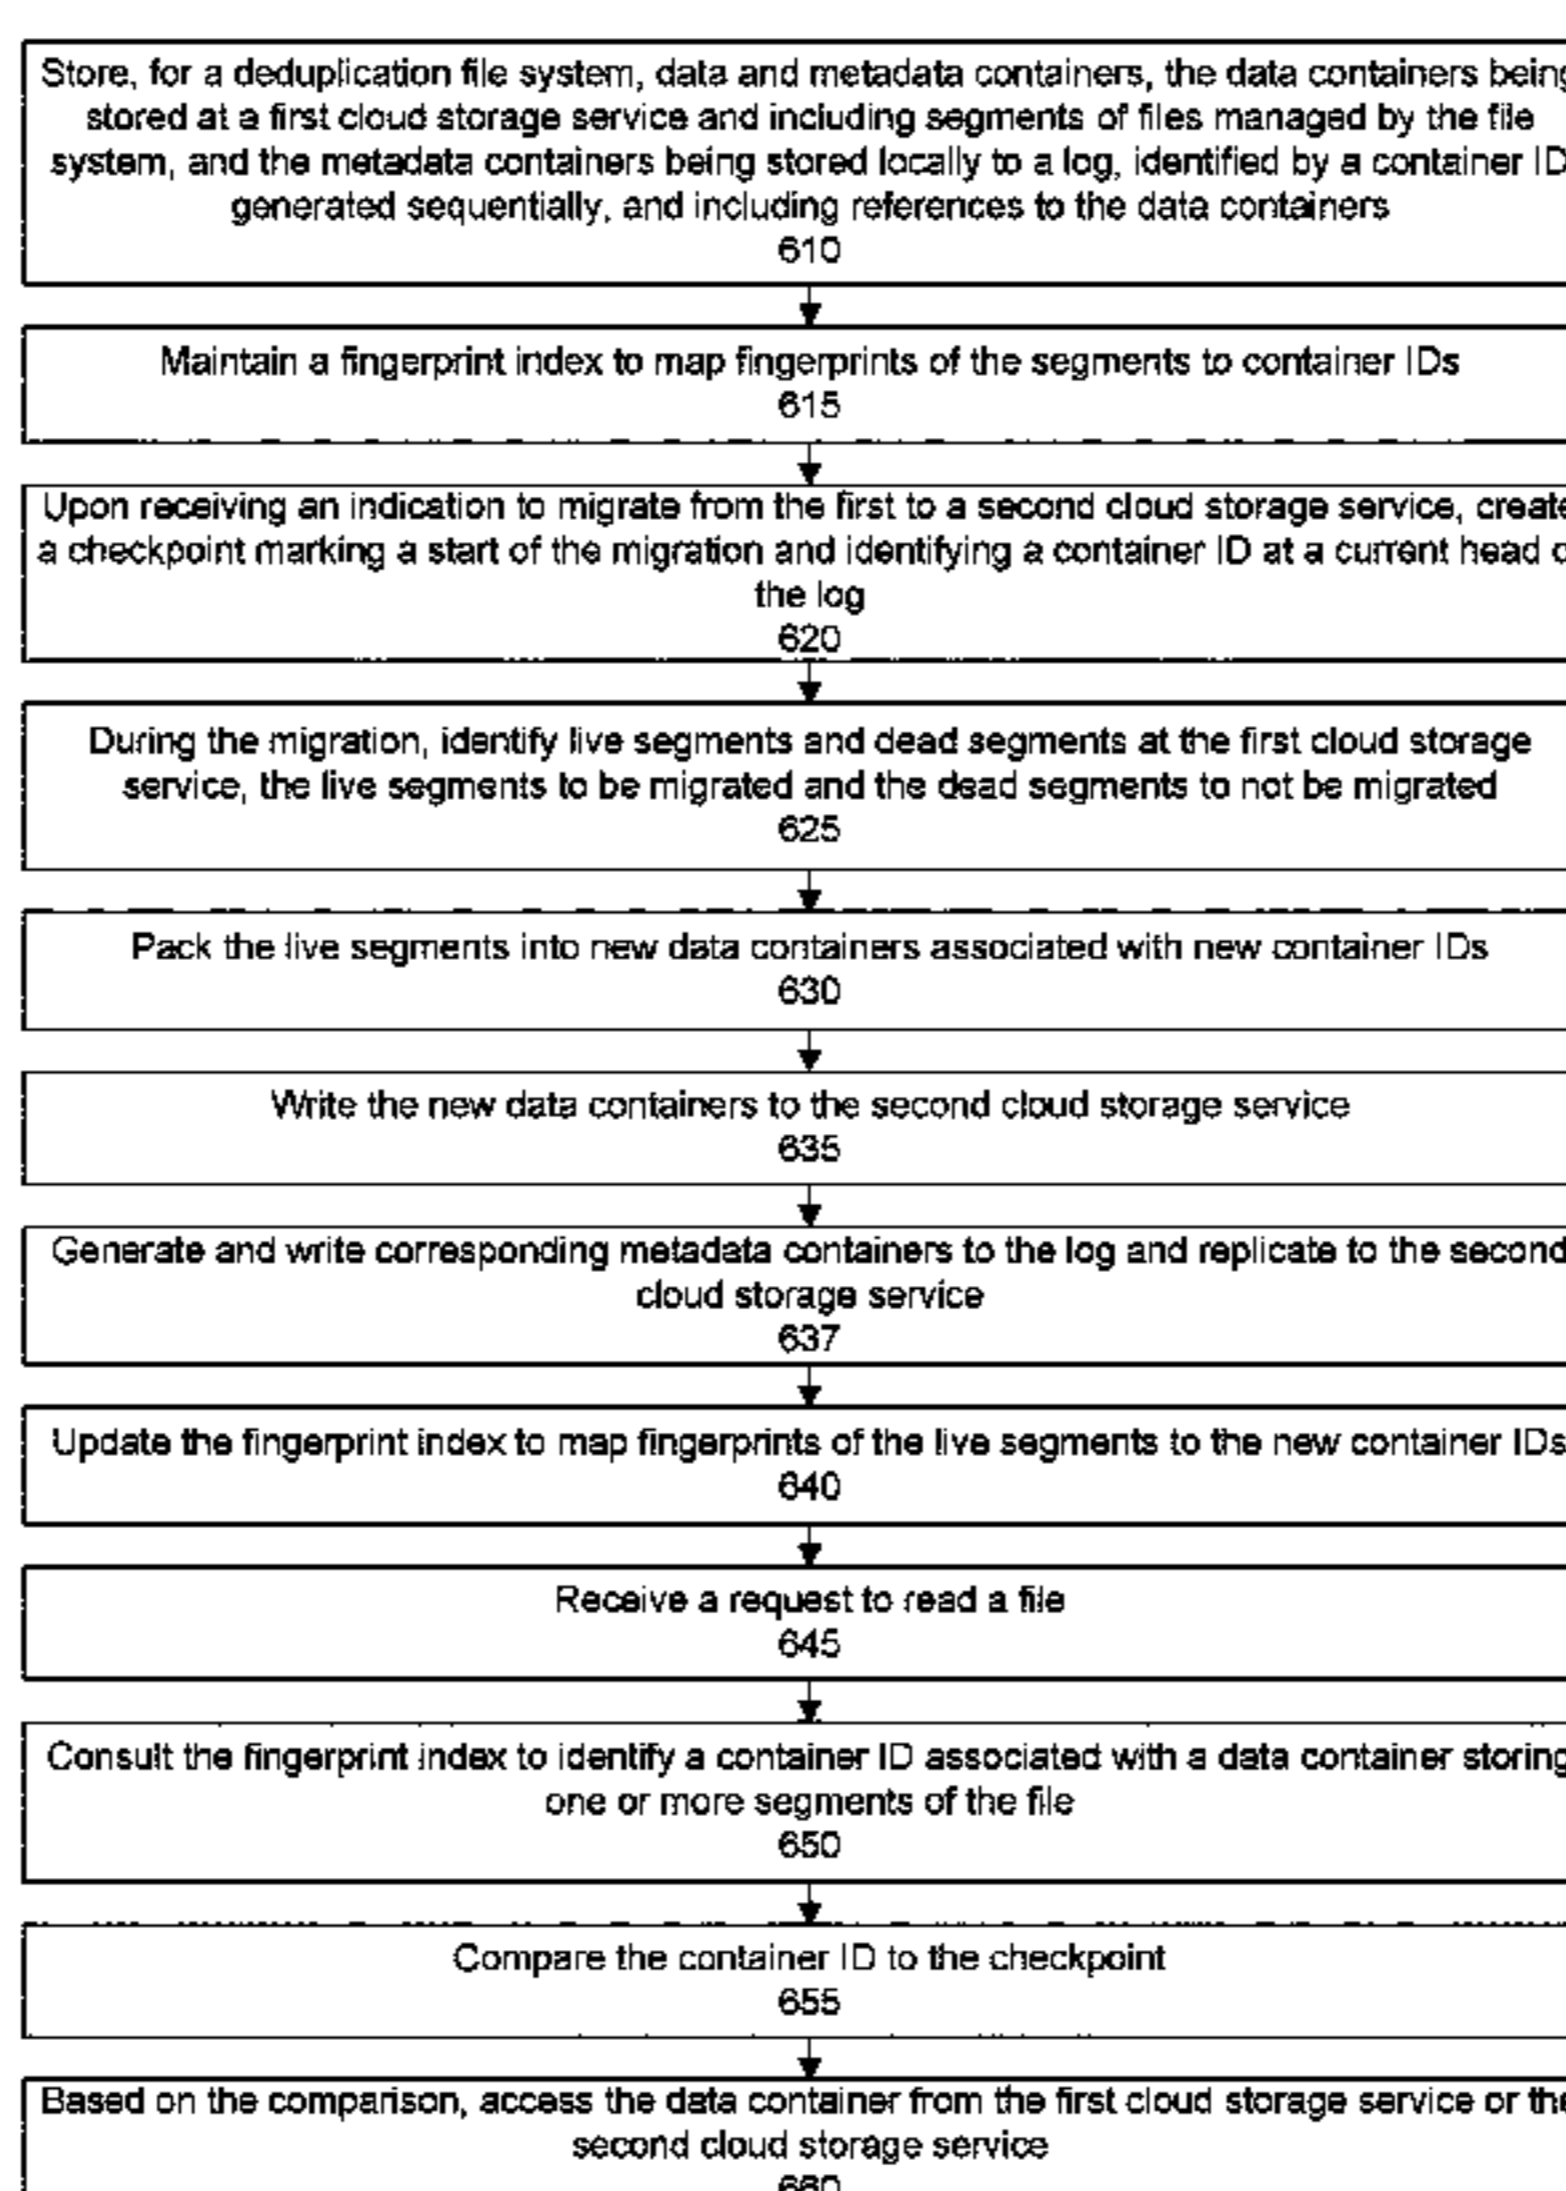 Store, for a deduplication file system, data and metadata containers, the data containers being
stored at a first cloud storage service and including segments of files managed by the file
system, and the metadata containers being stored locally to a log, identified by a container ID
generated sequentially, and including references to the data containers
610
Maintain a fingerprint index to map fingerprints of the segments to container IDs
615
Upon receiving an indication to migrate from the first to a second cloud storage service, create
a checkpoint marking a start of the migration and identifying a container ID at a current head
the log
620
During the migration, identify live segments and dead segments at the first cloud storage
service, the live segments to be migrated and the dead segments to not be migrated
625
Pack the live segments into new data containers associated with new container IDs
630
Write the new data containers to the second cloud storage service
635
Generate and write corresponding metadata containers to the log and replicate to the second
cloud storage service
637
Update the fingerprint index to map fingerprints of the live segments to the new container IDs
640
Receive a request to read a file
645
Consult the fingerprint index to identify a container ID associated with a data container storing
one or more segments of the file
650
Compare the container ID to the checkpoint
655
Based on the comparison, access the data container from the first cloud storage service or the
second cloud storage service
660